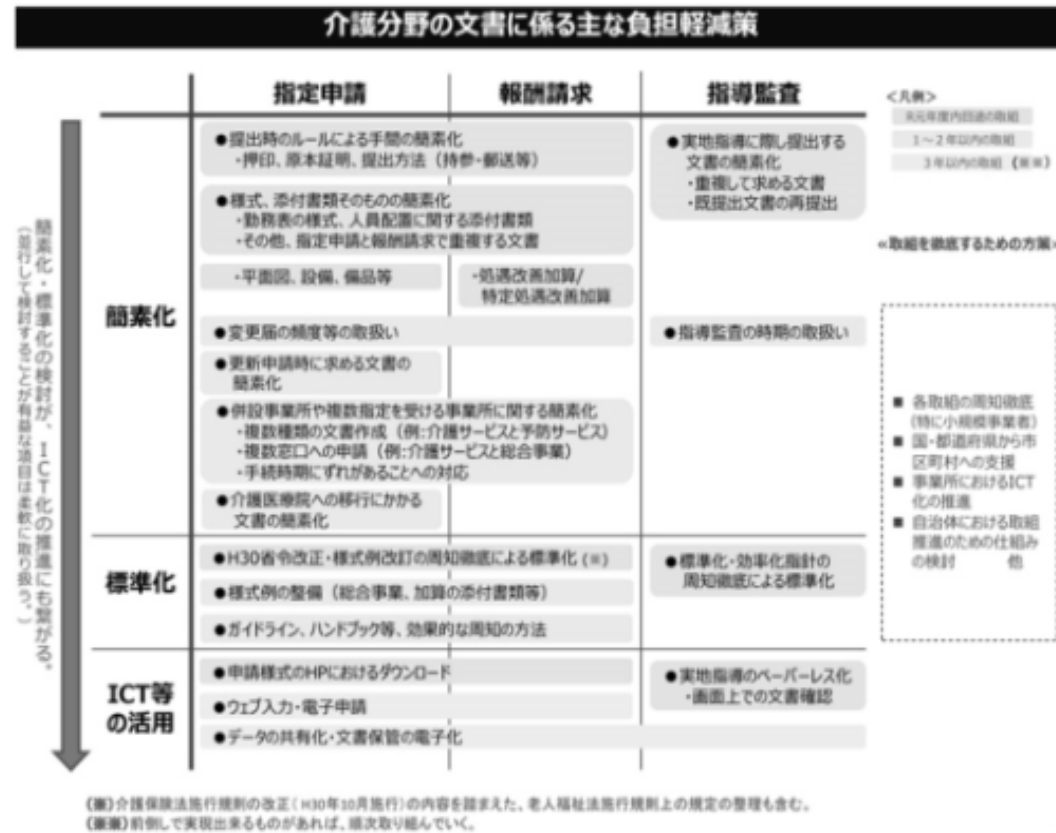 介護分野の文書に係る主な負担軽減策
指定申請
報酬請求
指導監査
<凡例>
R元年度内目途の取組
1~2年以内の取組
3年以内の取組 (※※)
簡素化・標準化の検討が、ICT化の推進にも繋がる。
(並行して検討することが有益な項目は柔軟に取り扱う。)
簡素化
●提出時のルールによる手間の簡素化
・押印、原本証明、提出方法(持参・郵送等)
●様式、添付書類そのものの簡素化
・勤務表の様式、人員配置に関する添付書類
・その他、指定申請と報酬請求で重複する文書
・平面図、設備、備品等
・処遇改善加算/
特定処遇改善加算
●変更届の頻度等の取扱い
●更新申請時に求める文書の
簡素化
●併設事業所や複数指定を受ける事業所に関する簡素化
・複数種類の文書作成(例:介護サービスと予防サービス)
・複数窓口への申請(例:介護サービスと総合事業)
・手続時期にずれがあることへの対応
●介護医療院への移行にかかる
文書の簡素化
●実地指導に際し提出する
文書の簡素化
・重複して求める文書
・既提出文書の再提出
●指導監査の時期の取扱い
標準化
●H30省令改正・様式例改訂の周知徹底による標準化(※)
●様式例の整備(総合事業、加算の添付書類等)
●ガイドライン、ハンドブック等、効果的な周知の方法
●標準化・効率化指針の
周知徹底による標準化
ICT等
の活用
●申請様式のHPにおけるダウンロード
●ウェブ入力・電子申請
●データの共有化・文書保管の電子化
●実地指導のペーパーレス化
・画面上での文書確認
≪取組を徹底するための方策≫
■ 各取組の周知徹底
(特に小規模事業者)
■ 国・都道府県から市
区町村への支援
■ 事業所におけるICT
化の推進
■ 自治体における取組
推進のための仕組み
の検討 他
(※)介護保険法施行規則の改正(H30年10月施行)の内容を踏まえた、老人福祉法施行規則上の規定の整理も含む。
(※※)前倒しで実現出来るものがあれば、順次取り組んでいく。